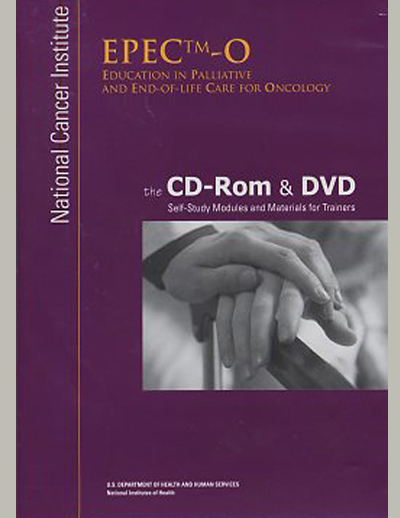 National Cancer Institute
EPEC™-O
EDUCATION IN PALLIATIVE
AND END-OF-LIFE CARE FOR ONCOLOGY
the CD-Rom & DVD
Self-Study Modules and Materials for Trainers
U.S. DEPARTMENT OF HEALTH AND HUMAN SERVICES
National Institutes of Health